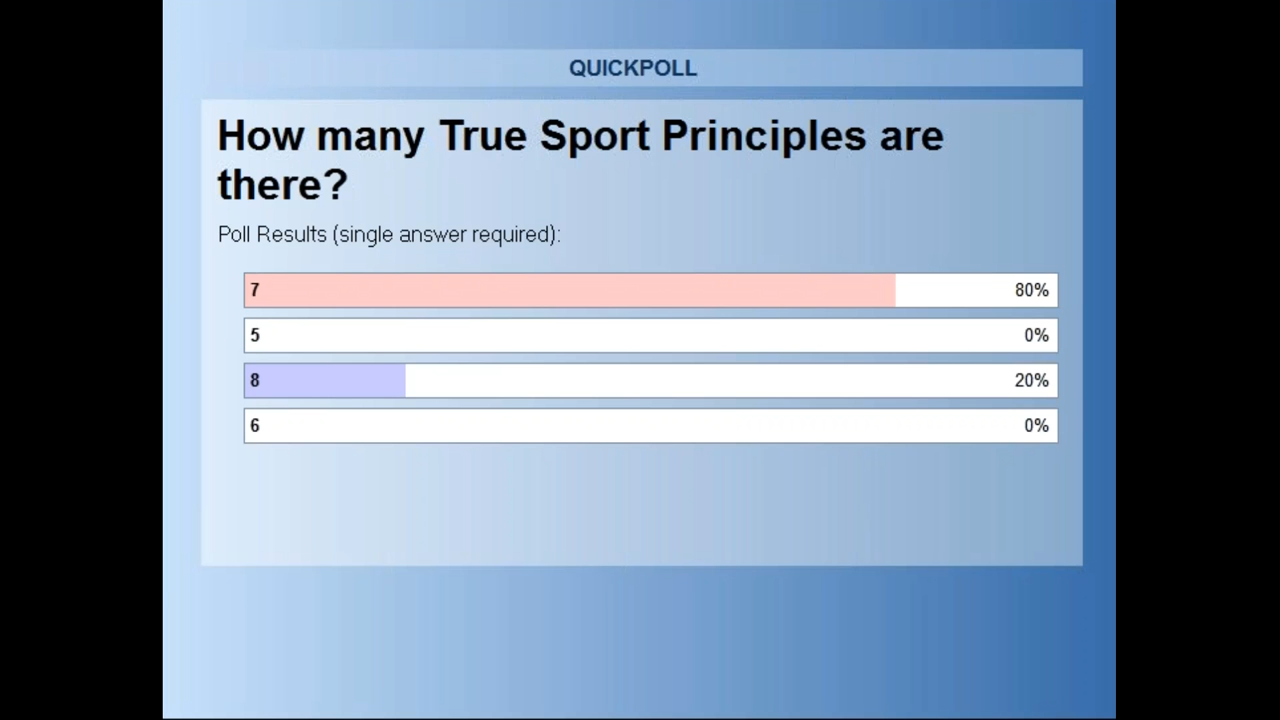 QUICKPOLL
How many True Sport Principles are
there?
Poll Results (single answer required):
7 80%
5 0%
8 20%
6 0%